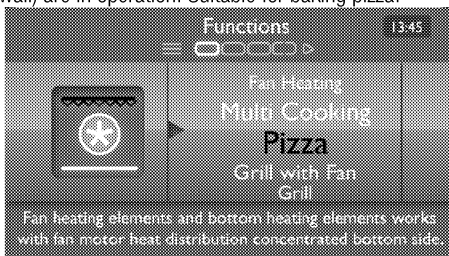 wall) are in operation. Suitable for baking pizza.
Functions
13:45
Fan Heating
Multi Cooking
Pizza
Grill with Fan
Grill
Fan heating elements and bottom heating elements works
with fan motor heat distribution concentrated bottom side.